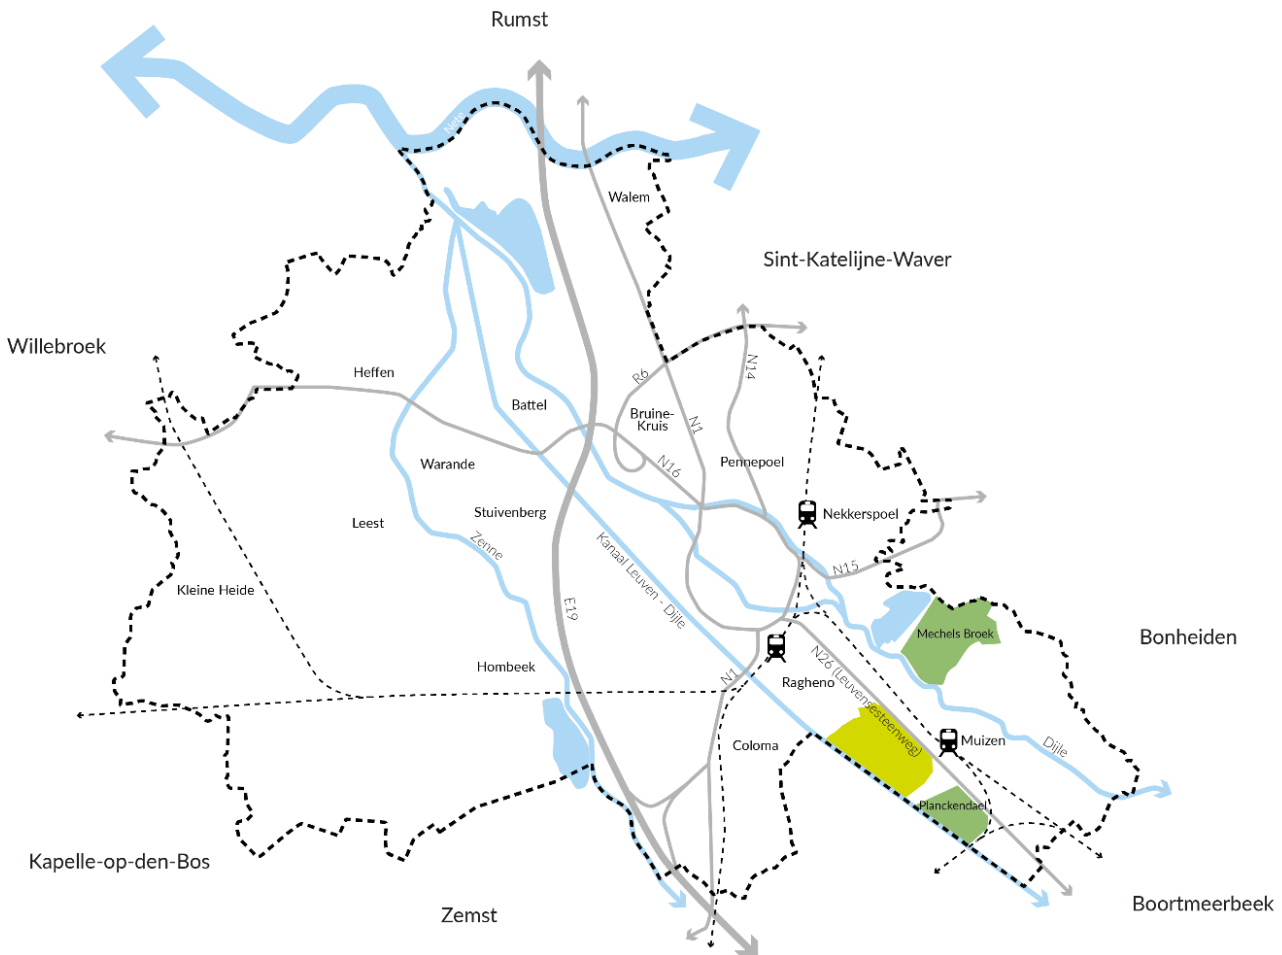 Rumst
Nete
Walem
Sint-Katelijne-Waver
Willebroek
Heffen
R6
N14
Battel
Bruine-
Kruis
N1
Warande
N16
Pennepoel
Leest
Stuivenberg
Nekkerspoel
Zenne
Kanaal Leuven - Dijle
N15
Kleine Heide
E19
Mechels Broek
Bonheiden
Hombeek
N1
Ragheno
N26 (Leuvensesteenweg)
Coloma
Muizen
Dijle
Planckendael
Kapelle-op-den-Bos
Zemst
Boortmeerbeek